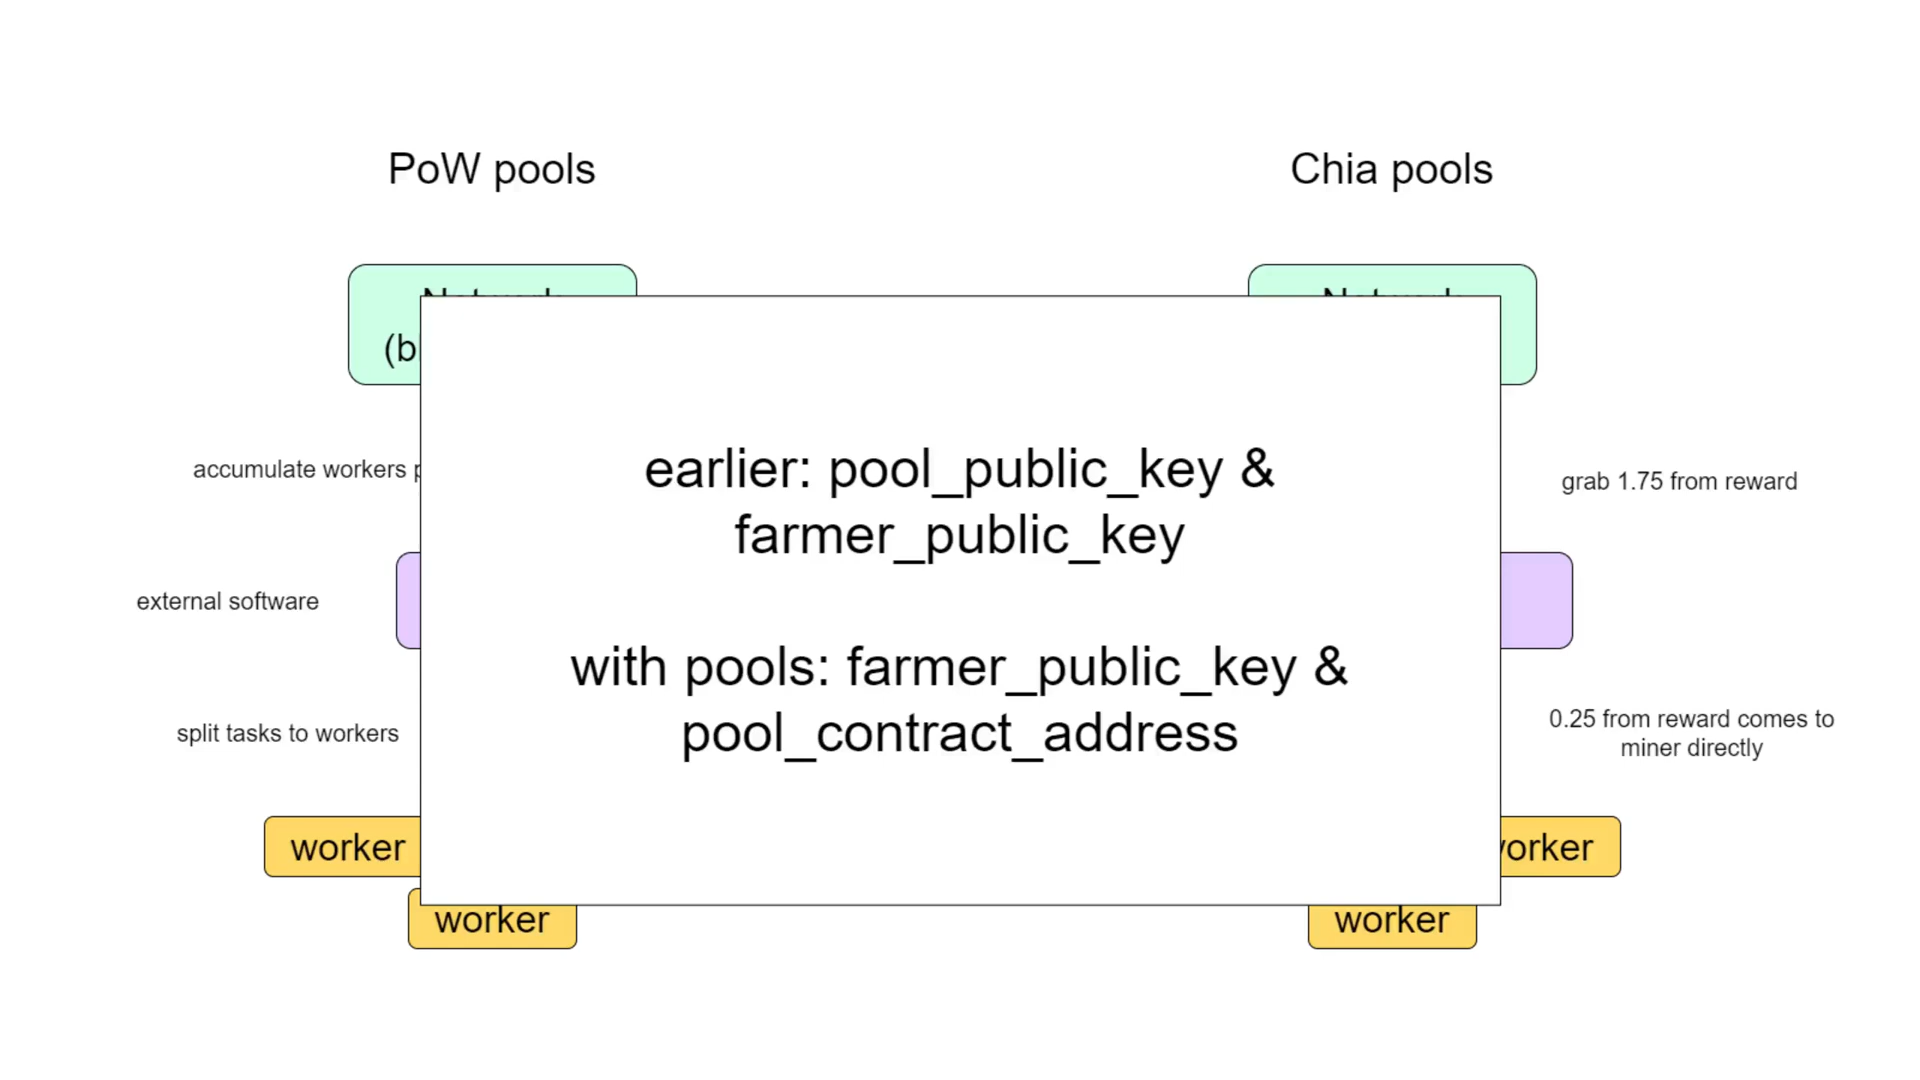 PoW pools
Chia pools
earlier: pool_public_key &
farmer_public_key
with pools: farmer_public_key &
pool_contract_address
accumulate workers
external software
split tasks to workers
worker
worker
grab 1.75 from reward
0.25 from reward comes to
miner directly
worker
worker